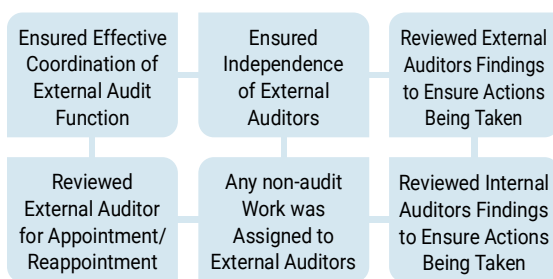 Ensured Effective
Coordination of
External Audit
Function
Ensured
Independence
of External
Auditors
Reviewed External
Auditors Findings
to Ensure Actions
Being Taken
Reviewed
External Auditor
for Appointment/
Reappointment
Any non-audit
Work was
Assigned to
External Auditors
Reviewed Internal
Auditors Findings
to Ensure Actions
Being Taken